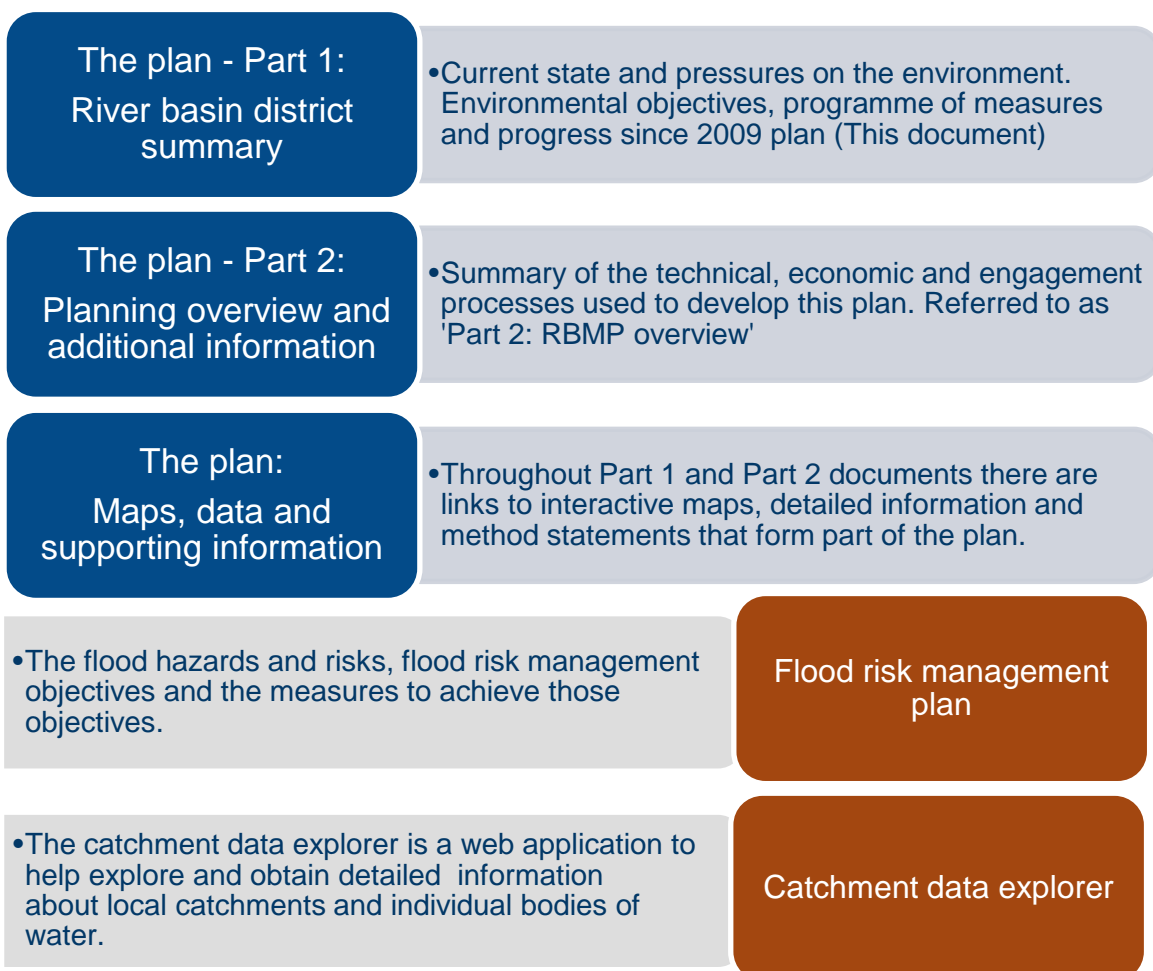 The plan - Part 1:
River basin district
summary
•Current state and pressures on the environment.
Environmental objectives, programme of measures
and progress since 2009 plan (This document)
The plan - Part 2:
Planning overview and
additional information
•Summary of the technical, economic and engagement
processes used to develop this plan. Referred to as
'Part 2: RBMP overview'
The plan:
Maps, data and
supporting information
•Throughout Part 1 and Part 2 documents there are
links to interactive maps, detailed information and
method statements that form part of the plan.
•The flood hazards and risks, flood risk management
objectives and the measures to achieve those
objectives.
Flood risk management
plan
•The catchment data explorer is a web application to
help explore and obtain detailed  information
about local catchments and individual bodies of
water.
Catchment data explorer